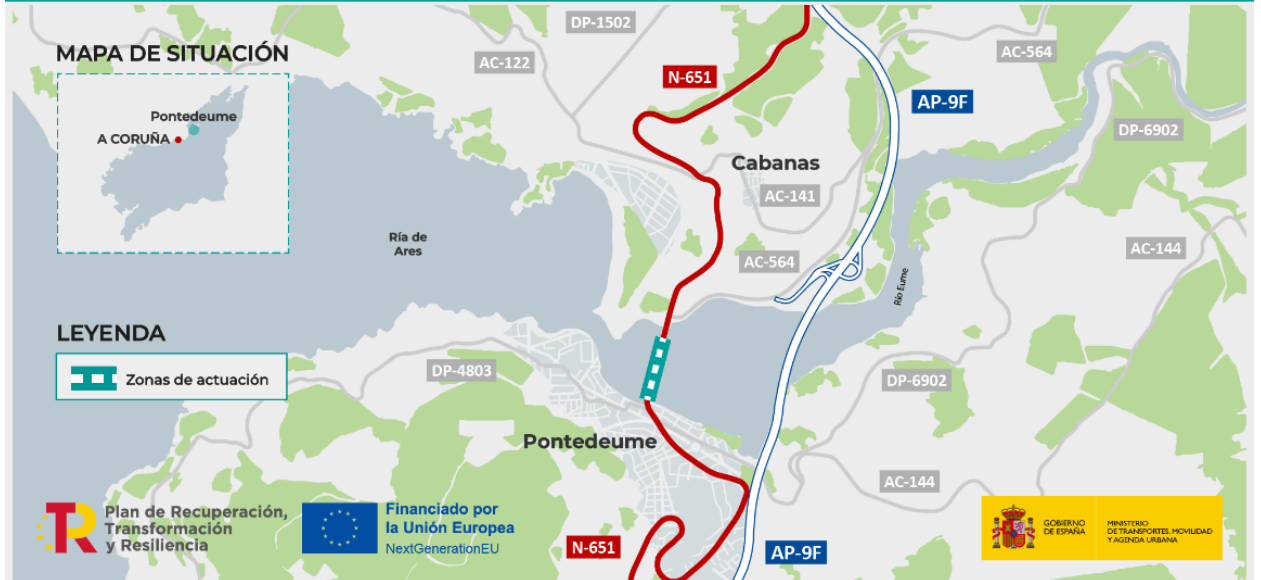 DP-1502
MAPA DE SITUACIÓN
AC-122
N-651
AC-564
AP-9F
Pontedeume
A CORUÑA
DP-6902
Cabanas
AC-141
Ría de
Ares
AC-564
AC-144
Río Eume
LEYENDA
Zonas de actuación
DP-4803
DP-6902
Pontedeume
AC-144
Plan de Recuperación,
Transformación
y Resiliencia
Financiado por
la Unión Europea
NextGenerationEU
N-651
AP-9F
GOBIERNO
DE ESPAÑA
MINISTERIO
DE TRANSPORTES, MOVILIDAD
Y AGENDA URBANA